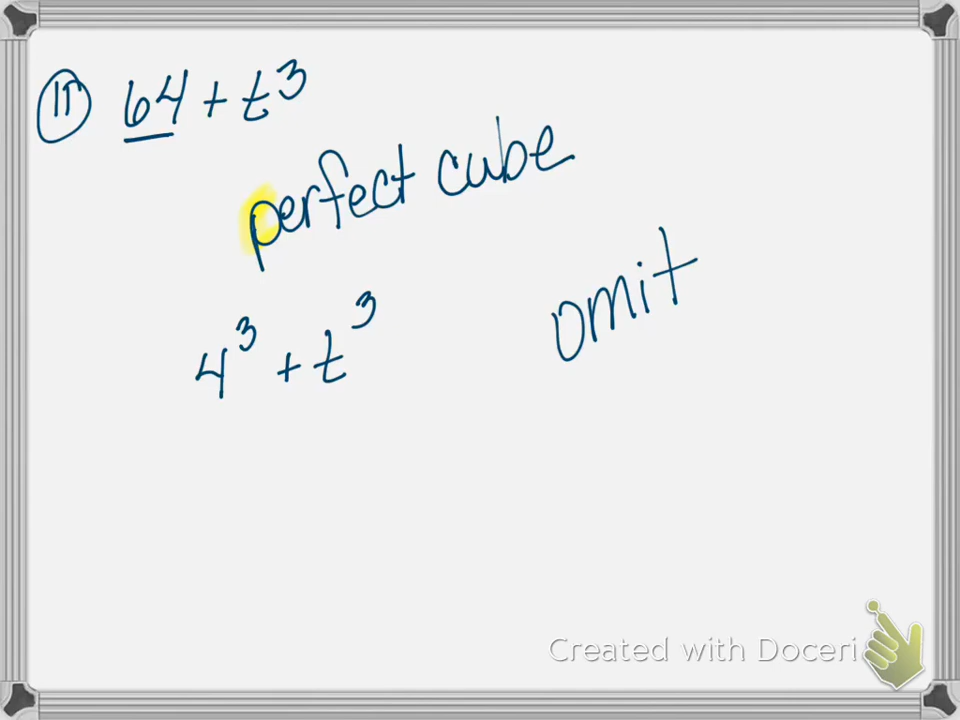 11 64 + t³
perfect cube
4³ + t³
omit
Created with Doceri